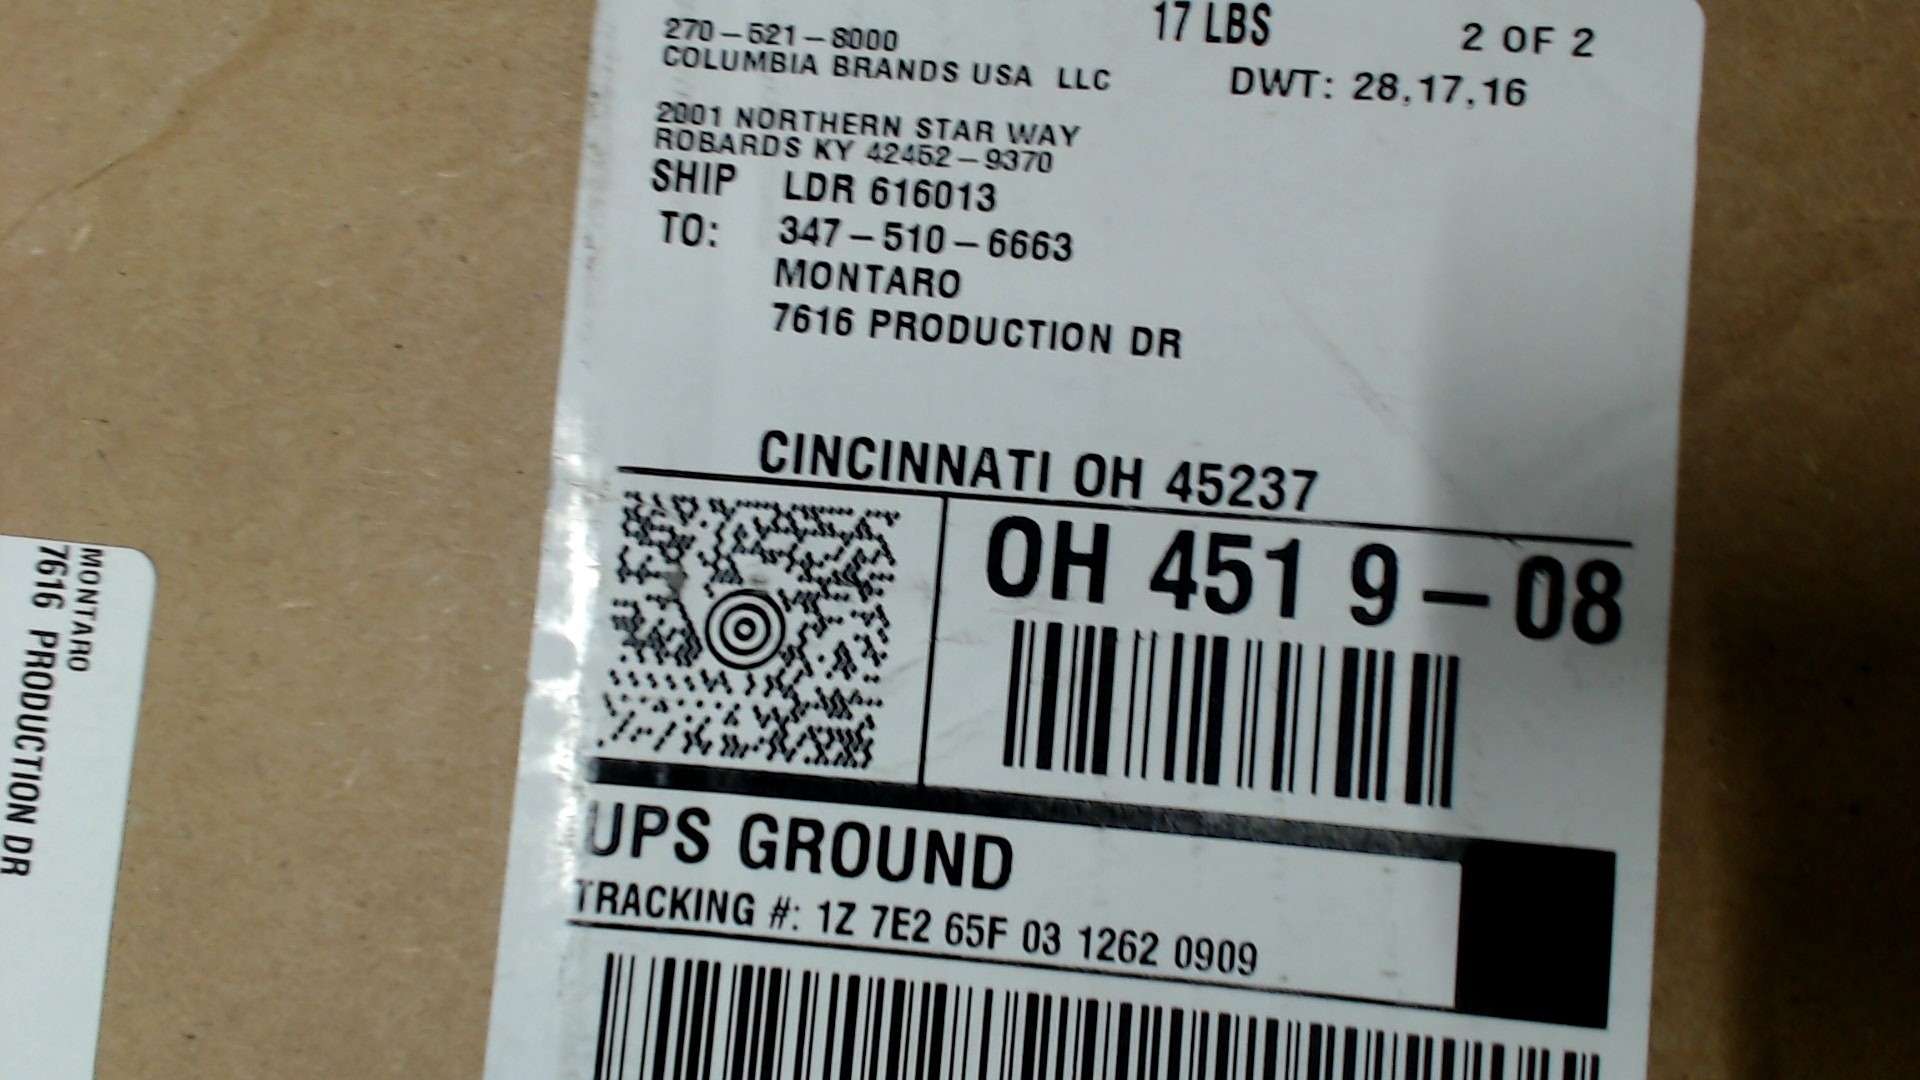 270-521-8000
17 LBS
2 OF 2
COLUMBIA BRANDS USA LLC
DWT: 28,17,16
2001 NORTHERN STAR WAY
ROBARDS KY 42452-9370
SHIP LDR 616013
TO: 347-510-6663
MONTARO
7616 PRODUCTION DR
CINCINNATI OH 45237
OH 451 9-08
UPS GROUND
TRACKING #: 1Z 7E2 65F 03 1262 0909
MONTARO
7616 PRODUCTION DR